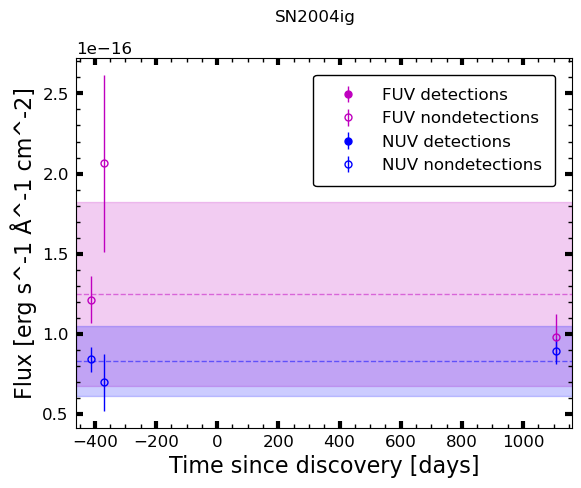 SN2004ig
1e−16
2.5
2.0
1.5
1.0
0.5
Flux [erg s^-1 Å^-1 cm^-2]
FUV detections
FUV nondetections
NUV detections
NUV nondetections
−400 −200 0 200 400 600 800 1000
Time since discovery [days]